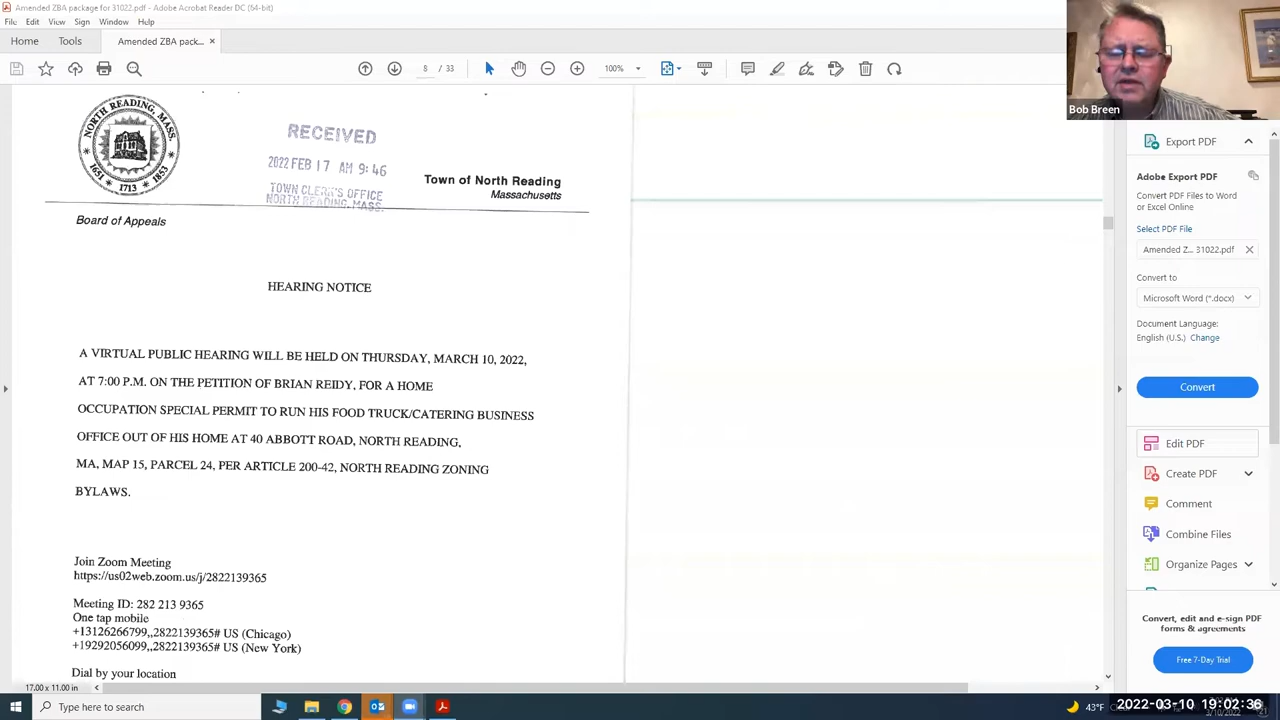 Amended ZBA package for 31022.pdf - Adobe Acrobat Reader DC (64-bit)
File Edit View Sign Window Help
Home Tools Amended ZBA pack... ×
/ 33 100%
Bob Breen
NORTH READING, MASS.
1651 1713 1853
RECEIVED
2022 FEB 17 AM 9:46
TOWN CLERK'S OFFICE
NORTH READING, MASS.
Town of North Reading
Massachusetts
Board of Appeals
HEARING NOTICE
A VIRTUAL PUBLIC HEARING WILL BE HELD ON THURSDAY, MARCH 10, 2022,
AT 7:00 P.M. ON THE PETITION OF BRIAN REIDY, FOR A HOME
OCCUPATION SPECIAL PERMIT TO RUN HIS FOOD TRUCK/CATERING BUSINESS
OFFICE OUT OF HIS HOME AT 40 ABBOTT ROAD, NORTH READING,
MA, MAP 15, PARCEL 24, PER ARTICLE 200-42, NORTH READING ZONING
BYLAWS.
Join Zoom Meeting
https://us02web.zoom.us/j/2822139365
Meeting ID: 282 213 9365
One tap mobile
+13126266799,,2822139365# US (Chicago)
+19292056099,,2822139365# US (New York)
Dial by your location
17.00 x 11.00 in
Export PDF
Adobe Export PDF
Convert PDF Files to Word
or Excel Online
Select PDF File
Amended Z... 31022.pdf
Convert to
Microsoft Word (*.docx)
Document Language:
English (U.S.) Change
Convert
Edit PDF
Create PDF
Comment
Combine Files
Organize Pages
Convert, edit and e-sign PDF
forms & agreements
Free 7-Day Trial
Type here to search
43°F
2022-03-10 19:02:36